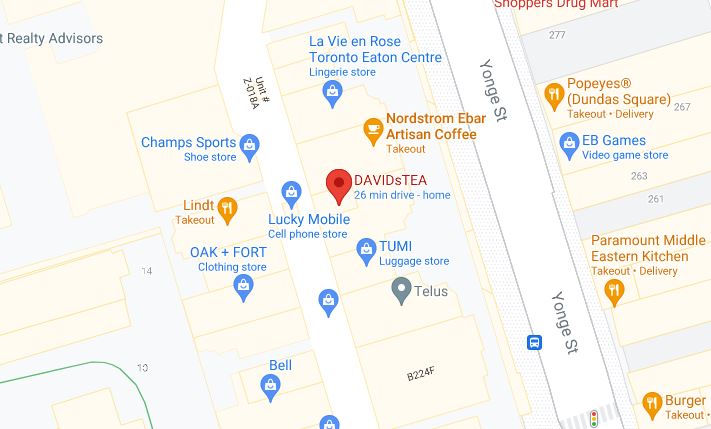 Shoppers Drug Mart
t Realty Advisors
277
La Vie en Rose
Toronto Eaton Centre
Lingerie store
Yonge St
Unit #
Z-018A
Popeyes®
(Dundas Square)
Takeout • Delivery
267
Nordstrom Ebar
Artisan Coffee
Takeout
Champs Sports
Shoe store
EB Games
Video game store
263
DAVIDsTEA
26 min drive - home
261
Lindt
Takeout
Lucky Mobile
Cell phone store
OAK + FORT
Clothing store
TUMI
Luggage store
Paramount Middle
Eastern Kitchen
Takeout • Delivery
14
Telus
Yonge St
10
Bell
B224F
Burger
Takeout •